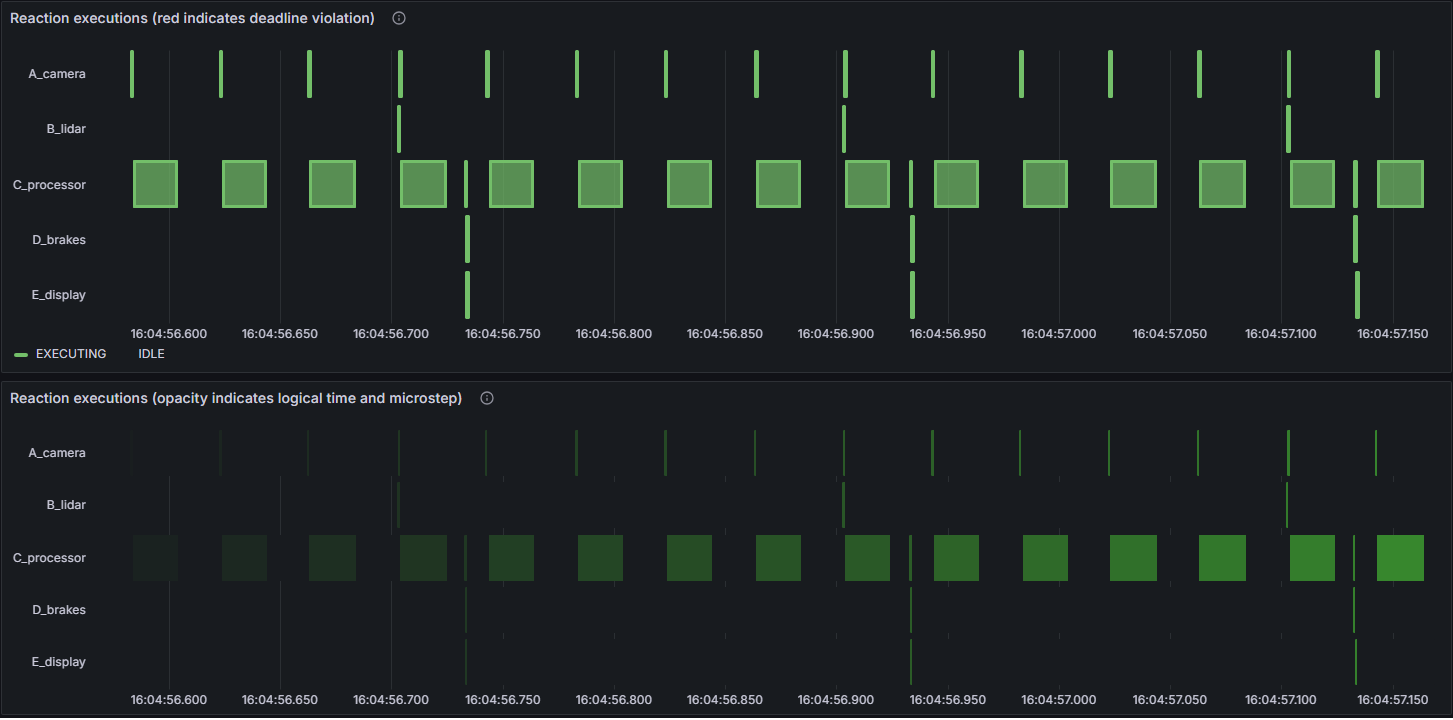 Reaction executions (red indicates deadline violation)
A_camera
B_lidar
C_processor
D_brakes
E_display
16:04:56.600 16:04:56.650 16:04:56.700 16:04:56.750 16:04:56.800 16:04:56.850 16:04:56.900 16:04:56.950 16:04:57.000 16:04:57.050 16:04:57.100 16:04:57.150
EXECUTING IDLE
Reaction executions (opacity indicates logical time and microstep)
A_camera
B_lidar
C_processor
D_brakes
E_display
16:04:56.600 16:04:56.650 16:04:56.700 16:04:56.750 16:04:56.800 16:04:56.850 16:04:56.900 16:04:56.950 16:04:57.000 16:04:57.050 16:04:57.100 16:04:57.150